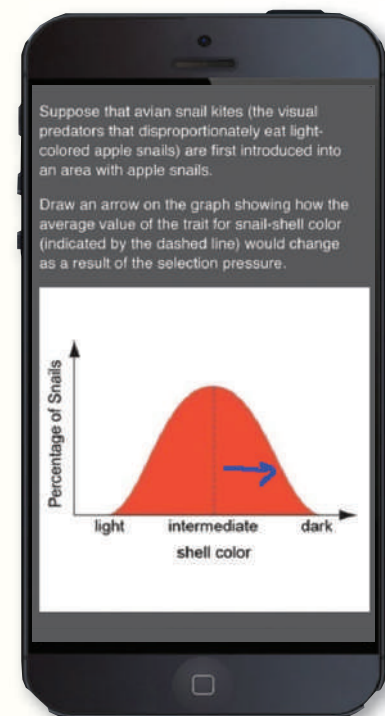 Suppose that avian snail kites (the visual
predators that disproportionately eat light-
colored apple snails) are first introduced into
an area with apple snails.
Draw an arrow on the graph showing how the
average value of the trait for snail-shell color
(indicated by the dashed line) would change
as a result of the selection pressure.
Percentage of Snails
light intermediate dark
shell color